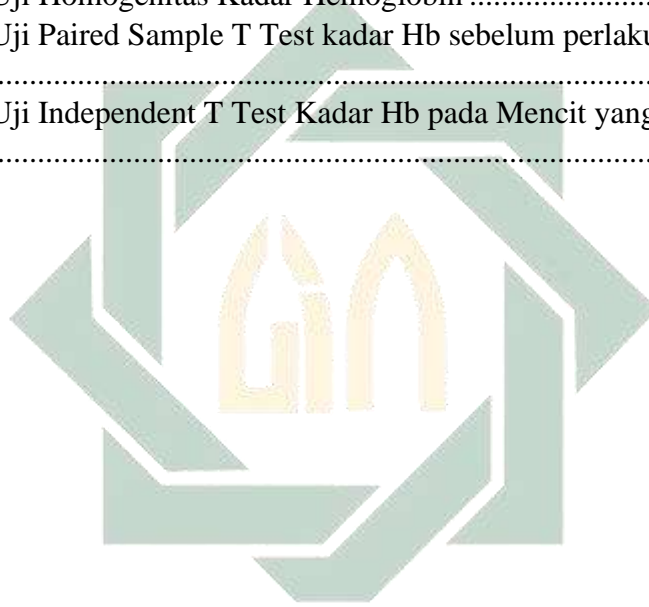 Uji Homogenitas Kadar Hemoglobin ..............................
Uji Paired Sample T Test kadar Hb sebelum
..........................................................................................
Uji Independent T Test Kadar Hb pada Mencit yang
..........................................................................................
UIN